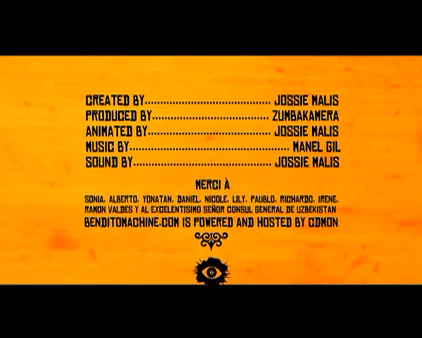 CREATED BY.................................... JOSSIE MALIS
PRODUCED BY................................. ZUMBAKAMERA
ANIMATED BY................................... JOSSIE MALIS
MUSIC BY.............................................. MANEL GIL
SOUND BY....................................... JOSSIE MALIS
MERCI À
SONIA, ALBERTO, YONATAN, DANIEL, NICOLE, LILY, PAUBLO, RICHARDO, IRENE,
RAMON VALDES Y AL EXCELENTISIMO SEÑOR CONSUL GENERAL DE UZBEKISTAN
BENDITOMACHINE.COM IS POWERED AND HOSTED BY CDMON